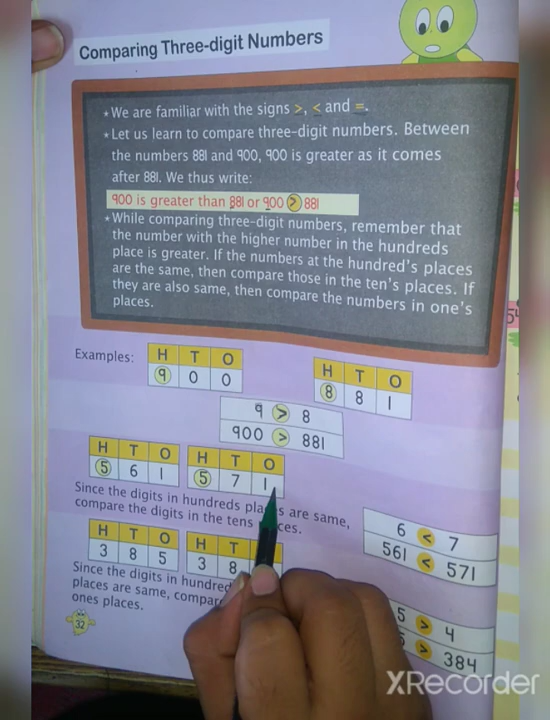 Comparing Three-digit Numbers
*We are familiar with the signs >, < and =.
*Let us learn to compare three-digit numbers. Between
the numbers 881 and 900, 900 is greater as it comes
after 881. We thus write:
900 is greater than 881 or 900 > 881
*While comparing three-digit numbers, remember that
the number with the higher number in the hundreds
place is greater. If the numbers at the hundred's places
are the same, then compare those in the ten's places. If
they are also same, then compare the numbers in one's
places.
Examples:
H T O
9 0 0
H T O
8 8 1
9 > 8
900 > 881
H T O
5 6 1
H T O
5 7 1
Since the digits in hundreds places are same,
compare the digits in the tens
6 < 7
561 < 571
H T O
3 8 5
H T
3 8
Since the digits in
places are same,
ones places.
5 > 4
> 384
32
XRecorder